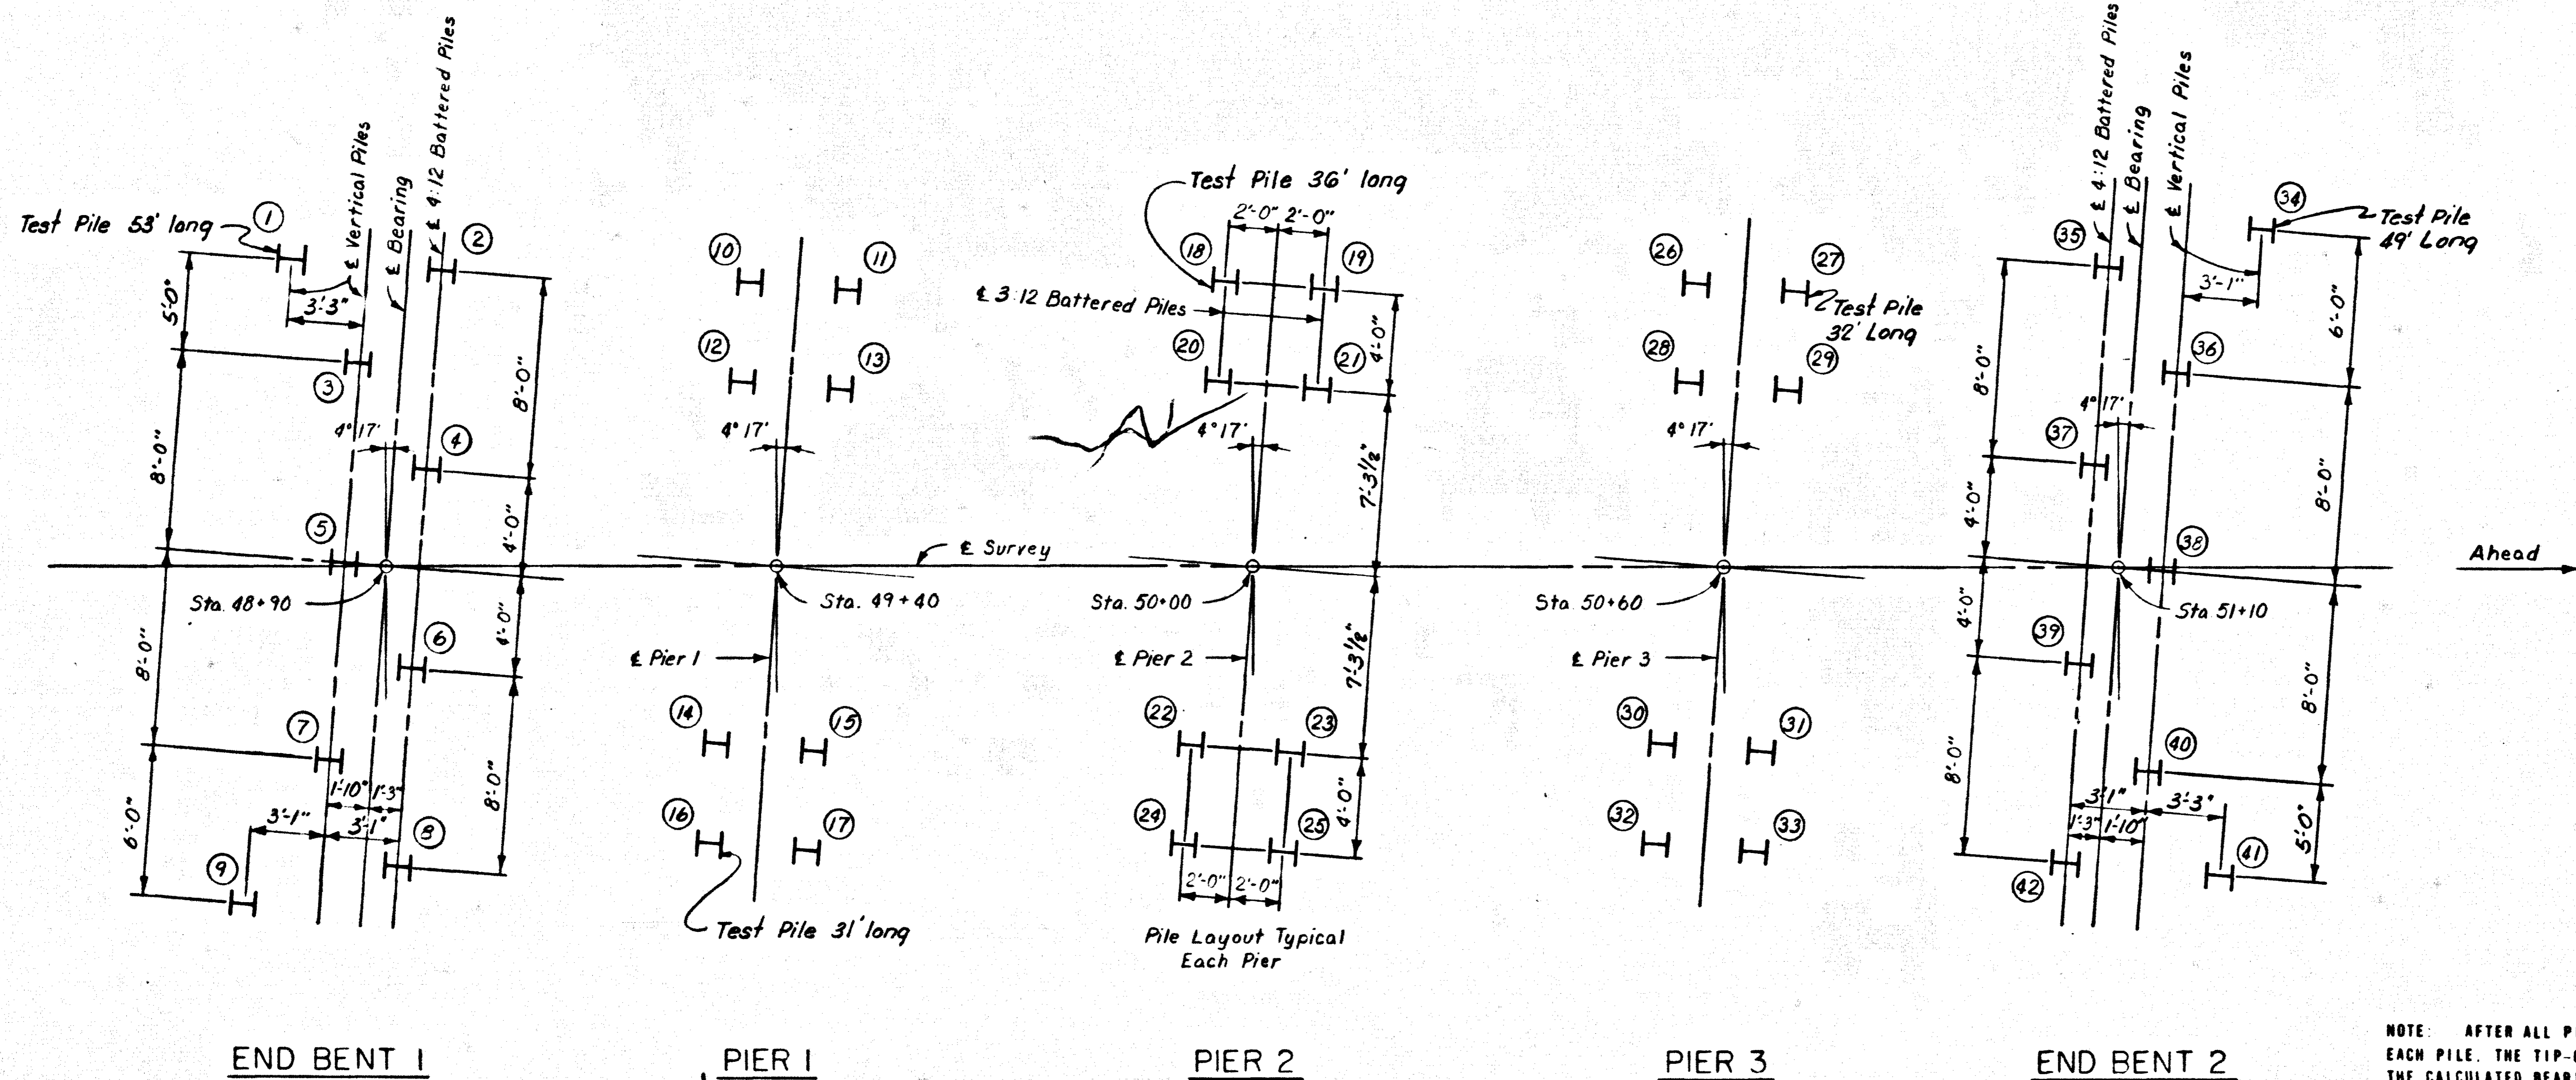 Test Pile 53' long
1
℄ Vertical Piles
℄ Bearing
℄ 4:12 Battered Piles
2
5'-0"
3'-3"
3
8'-0"
8'-0"
4° 17'
4
5
4'-0"
Sta. 48+90
4'-0"
6
8'-0"
7
1'-10"
1'-3"
8'-0"
3'-1"
3'-1"
8
6'-0"
9
END BENT 1
10
11
12
13
4° 17'
℄ Survey
Sta. 49+40
℄ Pier 1
14
15
16
17
Test Pile 31' long
PIER 1
Test Pile 36' long
2'-0"
2'-0"
18
19
℄ 3:12 Battered Piles
4'-0"
20
21
4° 17'
7'-3 1/2"
Sta. 50+00
℄ Pier 2
7'-3 1/2"
22
23
4'-0"
24
25
2'-0"
2'-0"
Pile Layout Typical
Each Pier
PIER 2
26
27
Test Pile
32' Long
28
29
4° 17'
Sta. 50+60
℄ Pier 3
30
31
32
33
PIER 3
℄ 4:12 Battered Piles
℄ Bearing
℄ Vertical Piles
34
Test Pile
49' Long
35
3'-1"
6'-0"
8'-0"
36
4° 17'
37
8'-0"
4'-0"
38
Ahead
4'-0"
Sta. 51+10
39
8'-0"
40
8'-0"
3'-1"
3'-3"
1'-3"
1'-10"
5'-0"
41
42
END BENT 2
NOTE: AFTER ALL P
EACH PILE, THE TIP-
THE CALCULATED BEAR